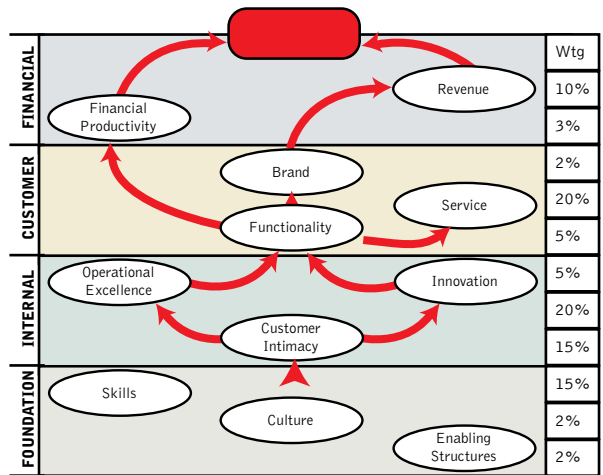 FINANCIAL
Wtg
Revenue
10%
Financial
Productivity
3%
CUSTOMER
Brand
2%
Service
20%
Functionality
5%
INTERNAL
Operational
Excellence
Innovation
5%
20%
Customer
Intimacy
15%
FOUNDATION
Skills
15%
Culture
2%
Enabling
Structures
2%